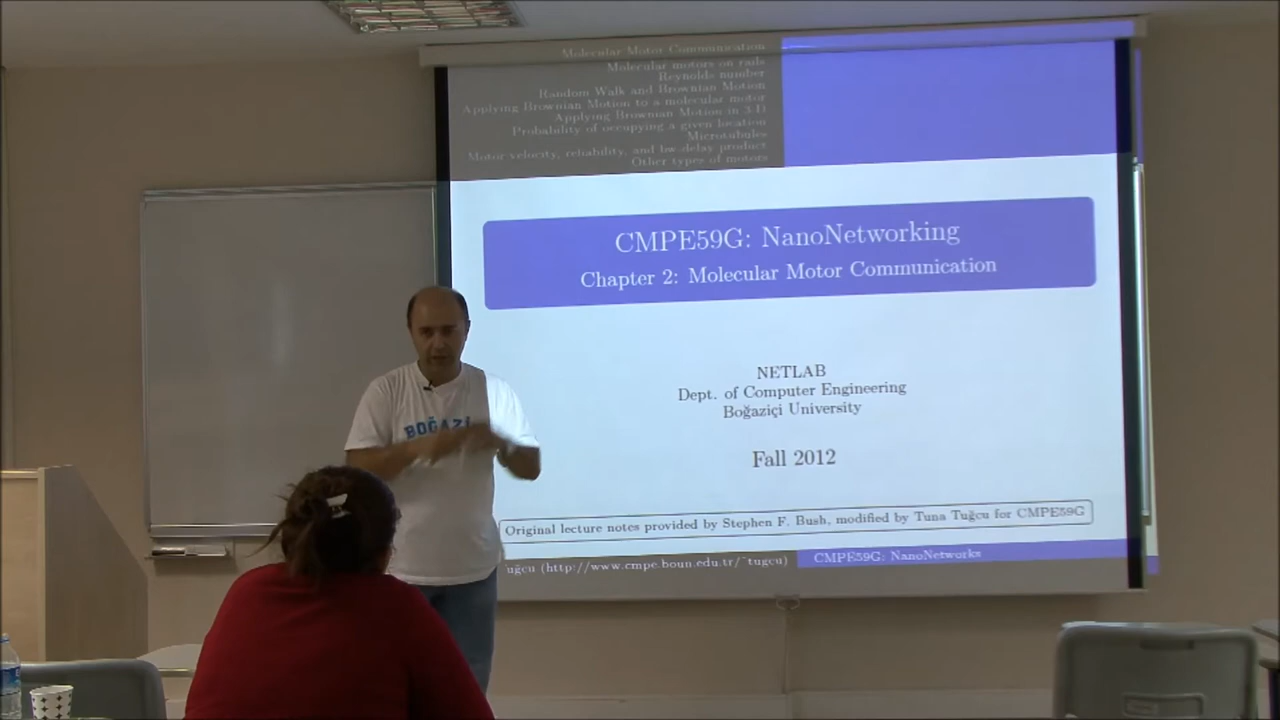 Molecular Motor Communication
Molecular motors on rails
Reynolds number
Random Walk and Brownian Motion
Applying Brownian Motion to a molecular motor
Applying Brownian Motion in 3-D
Probability of occupying a given location
Microtubules
Motor velocity, reliability, and bw-delay product
Other types of motors
CMPE59G: NanoNetworking
Chapter 2: Molecular Motor Communication
NETLAB
Dept. of Computer Engineering
Boğaziçi University
Fall 2012
Original lecture notes provided by Stephen F. Bush, modified by Tuna Tuğcu for CMPE59G
uğcu (http://www.cmpe.boun.edu.tr/~tugcu)
CMPE59G: NanoNetworks
BOĞAZİ